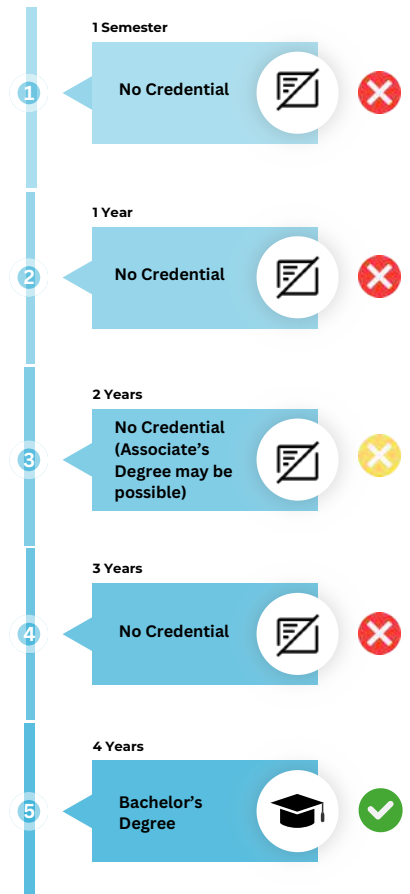 1 Semester
1
No Credential
1 Year
2
No Credential
2 Years
3
No Credential
(Associate's
Degree may be
possible)
3 Years
4
No Credential
4 Years
5
Bachelor's
Degree